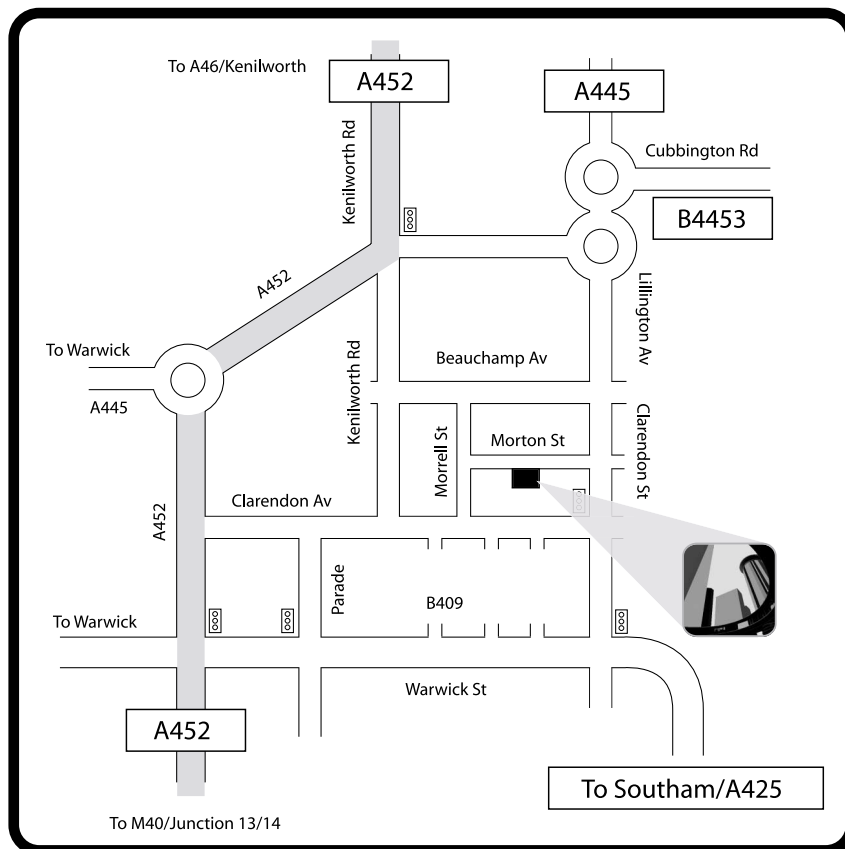 To A46/Kenilworth
A452
A445
Kenilworth Rd
Cubbington Rd
B4453
A452
Lillington Av
To Warwick
A445
Kenilworth Rd
Beauchamp Av
Morrell St
Morton St
Clarendon St
Clarendon Av
A452
Parade
B409
To Warwick
Warwick St
A452
To Southam/A425
To M40/Junction 13/14